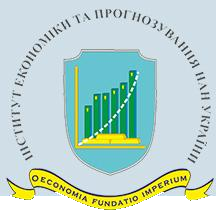 ІНСТИТУТ ЕКОНОМІКИ ТА ПРОГНОЗУВАННЯ НАН УКРАЇНИ
OECONOMIA FUNDATIO IMPERIUM